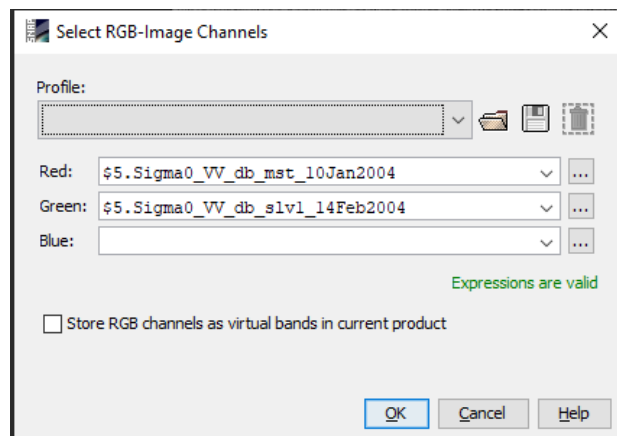 Select RGB-Image Channels
Profile:
Red: $5.Sigma0_VV_db_mst_10Jan2004 ...
Green: $5.Sigma0_VV_db_slv1_14Feb2004 ...
Blue: ...
Expressions are valid
Store RGB channels as virtual bands in current product
OK Cancel Help